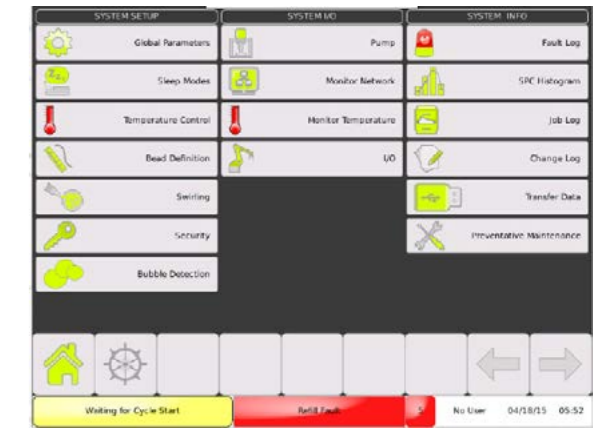 SYSTEM SETUP
SYSTEM I/O
SYSTEM INFO
Global Parameters
Pump
Fault Log
Zz
Sleep Modes
Monitor Network
SPC Histogram
Temperature Control
Monitor Temperature
Job Log
Bead Definition
I/O
Change Log
Swirling
Transfer Data
Security
Preventative Maintenance
Bubble Detection
Waiting for Cycle Start
Refill Fault
5
No User
04/18/15
05:52